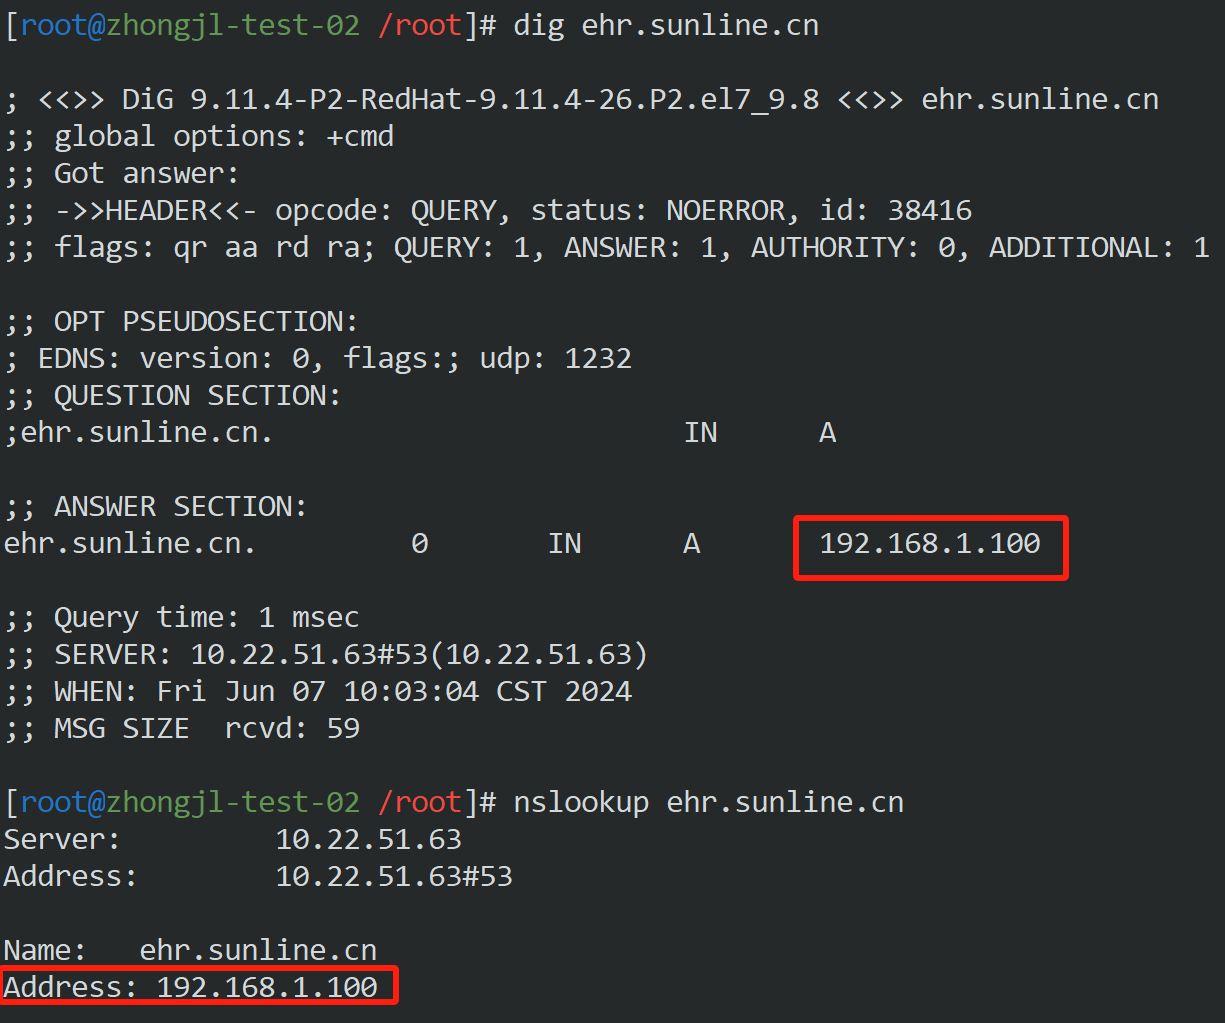 [root@zhongjl-test-02 /root]# dig ehr.sunline.cn
; <<>> DiG 9.11.4-P2-RedHat-9.11.4-26.P2.el7_9.8 <<>> ehr.sunline.cn
;; global options: +cmd
;; Got answer:
;; ->>HEADER<<- opcode: QUERY, status: NOERROR, id: 38416
;; flags: qr aa rd ra; QUERY: 1, ANSWER: 1, AUTHORITY: 0, ADDITIONAL: 1
;; OPT PSEUDOSECTION:
; EDNS: version: 0, flags:; udp: 1232
;; QUESTION SECTION:
;ehr.sunline.cn. IN A
;; ANSWER SECTION:
ehr.sunline.cn. 0 IN A 192.168.1.100
;; Query time: 1 msec
;; SERVER: 10.22.51.63#53(10.22.51.63)
;; WHEN: Fri Jun 07 10:03:04 CST 2024
;; MSG SIZE  rcvd: 59
[root@zhongjl-test-02 /root]# nslookup ehr.sunline.cn
Server: 10.22.51.63
Address: 10.22.51.63#53
Name: ehr.sunline.cn
Address: 192.168.1.100